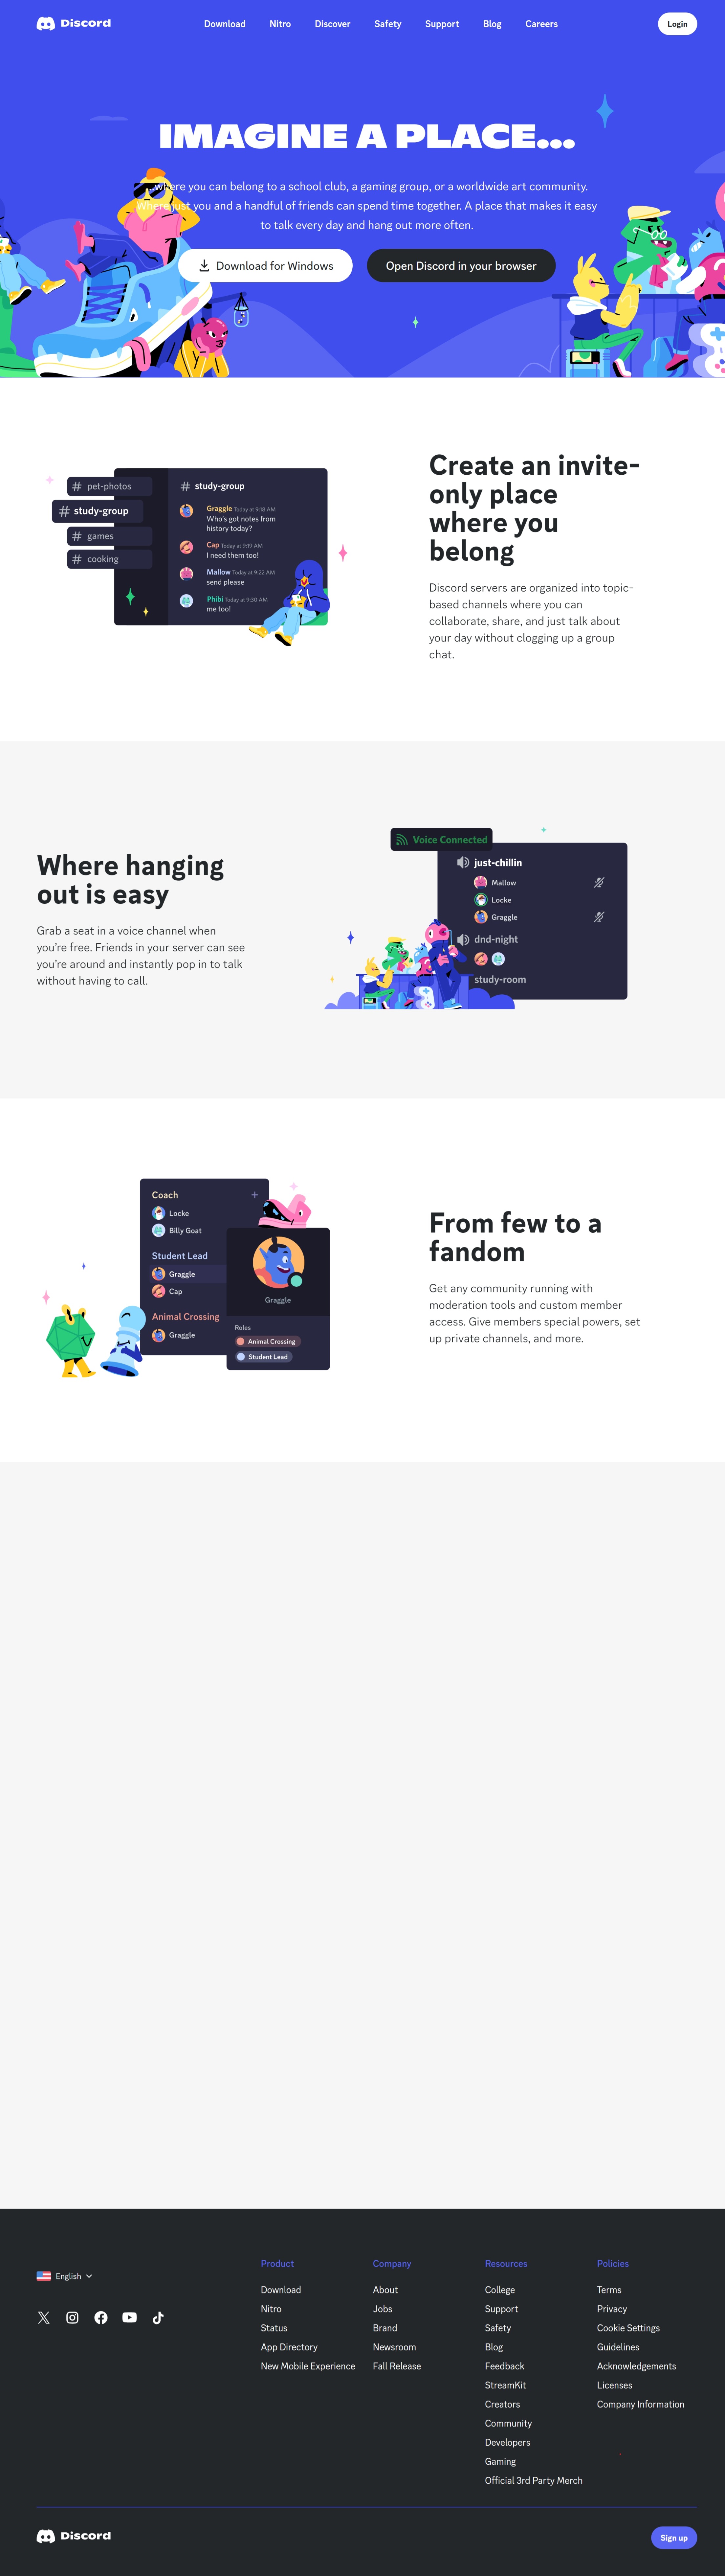 Discord
Download
Nitro
Discover
Safety
Support
Blog
Careers
Login
IMAGINE A PLACE...
...where you can belong to a school club, a gaming group, or a worldwide art community.
Where just you and a handful of friends can spend time together. A place that makes it easy
to talk every day and hang out more often.
Download for Windows
Open Discord in your browser
pet-photos
study-group
games
cooking
study-group
Graggle Today at 9:18 AM
Who's got notes from
history today?
Cap Today at 9:19 AM
I need them too!
Mallow Today at 9:22 AM
send please
Phibi Today at 9:30 AM
me too!
Create an invite-
only place
where you
belong
Discord servers are organized into topic-
based channels where you can
collaborate, share, and just talk about
your day without clogging up a group
chat.
Where hanging
out is easy
Grab a seat in a voice channel when
you're free. Friends in your server can see
you're around and instantly pop in to talk
without having to call.
Voice Connected
just-chillin
Mallow
Locke
Graggle
dnd-night
study-room
Coach
Locke
Billy Goat
Student Lead
Graggle
Cap
Animal Crossing
Graggle
Graggle
Roles
Animal Crossing
Student Lead
From few to a
fandom
Get any community running with
moderation tools and custom member
access. Give members special powers, set
up private channels, and more.
English
Product
Download
Nitro
Status
App Directory
New Mobile Experience
Company
About
Jobs
Brand
Newsroom
Fall Release
Resources
College
Support
Safety
Blog
Feedback
StreamKit
Creators
Community
Developers
Gaming
Official 3rd Party Merch
Policies
Terms
Privacy
Cookie Settings
Guidelines
Acknowledgements
Licenses
Company Information
Discord
Sign up